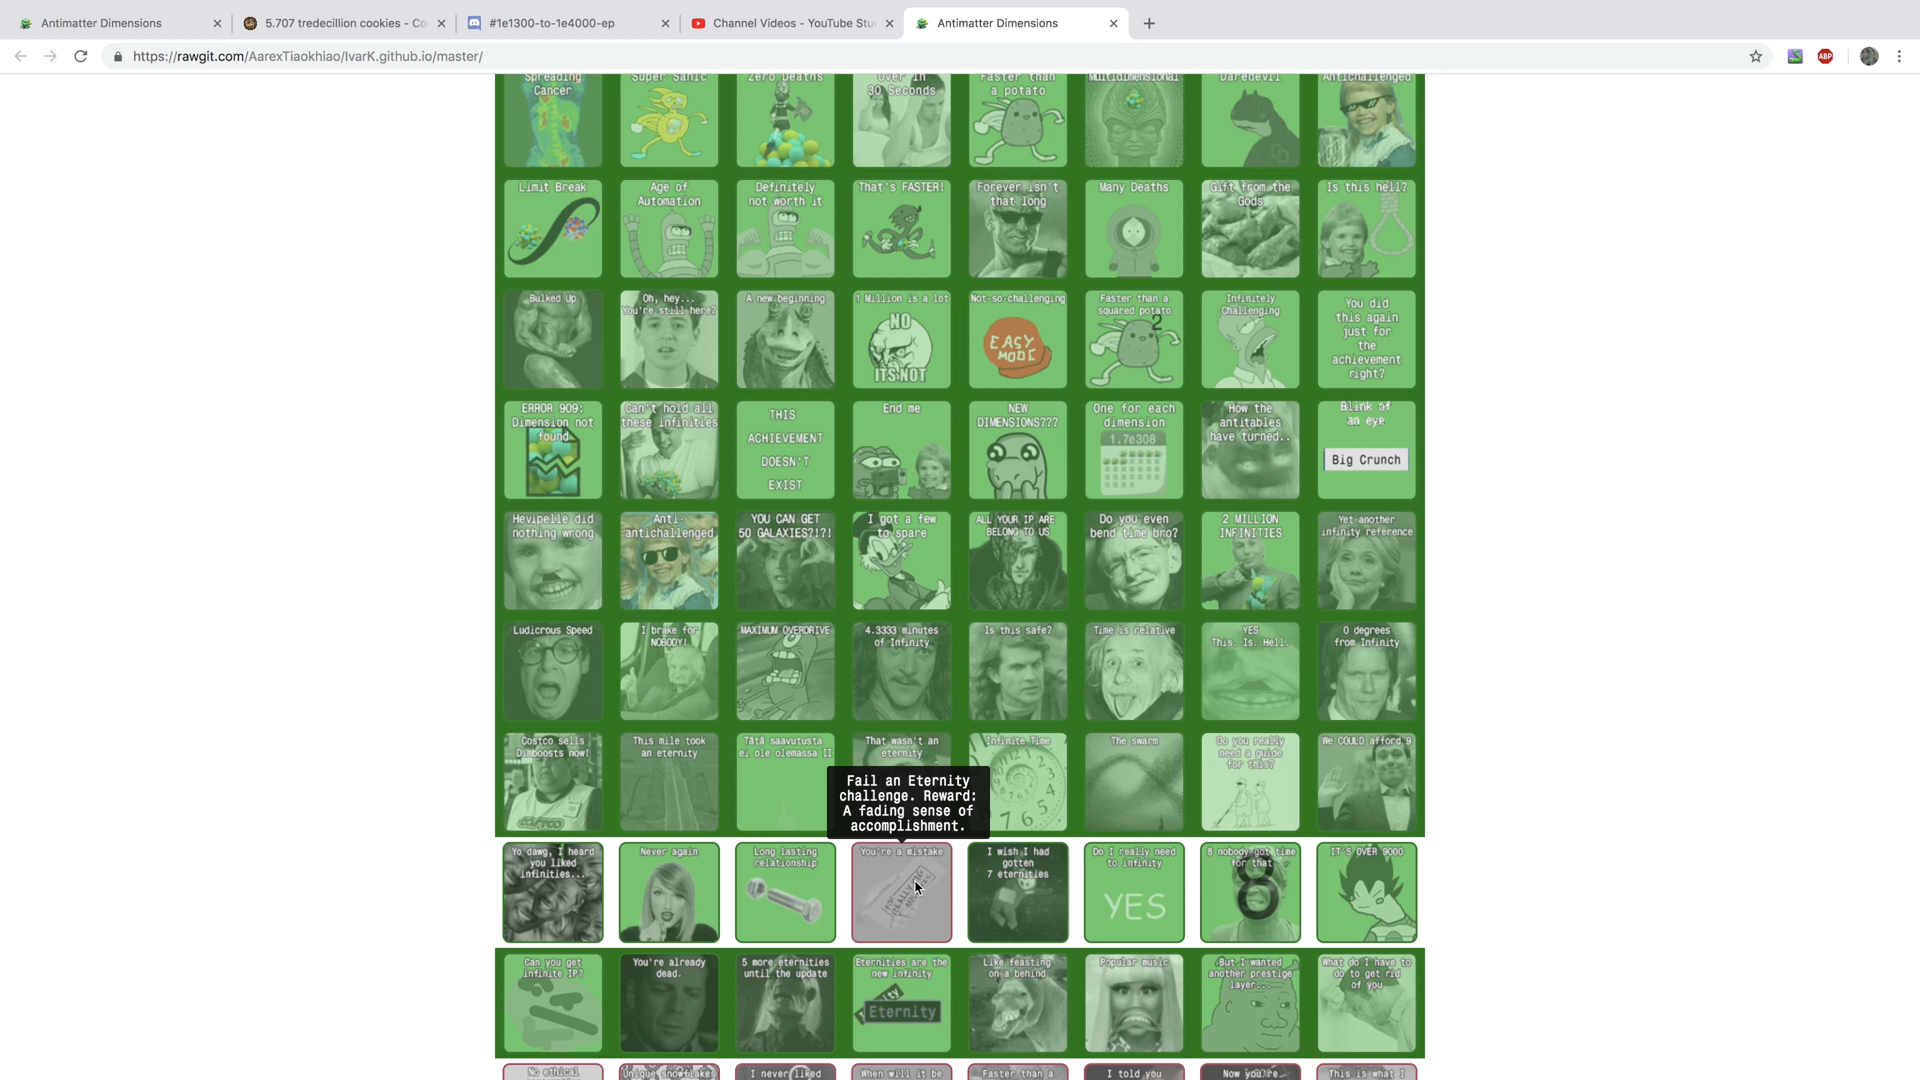 Antimatter Dimensions
5.707 tredecillion cookies - Co
#1e1300-to-1e4000-ep
Channel Videos - YouTube Stu
Antimatter Dimensions
https://rawgit.com/AarexTiaokhiao/IvarK.github.io/master/
ABP
Spreading
Cancer
Super Sanic
Zero Deaths
Over in
30 Seconds
Faster than
a potato
Multidimensional
Daredevil
DD
Antichallenged
Limit Break
Age of
Automation
Definitely
not worth it
That's FASTER!
Forever isn't
that long
Many Deaths
Gift from the
Gods
Is this hell?
Bulked Up
Oh, hey...
You're still here?
A new beginning
1 Million is a lot
NO
ITS NOT
Not-so-challenging
EASY
MODE
Faster than a
squared potato
2
Infinitely
Challenging
You did
this again
just for
the
achievement
right?
ERROR 909:
Dimension not
found
Can't hold all
these infinities
THIS
ACHIEVEMENT
DOESN'T
EXIST
End me
NEW
DIMENSIONS???
One for each
dimension
1.7e308
How the
antitables
have turned..
Blink of
an eye
Big Crunch
Hevipelle did
nothing wrong
Anti-
antichallenged
YOU CAN GET
50 GALAXIES?!?!
I got a few
to spare
ALL YOUR IP ARE
BELONG TO US
Do you even
bend time bro?
2 MILLION
INFINITIES
Yet another
infinity reference
Ludicrous Speed
I brake for
NOBODY!
MAXIMUM OVERDRIVE
4.3333 minutes
of Infinity
Is this safe?
Time is relative
YES.
This. Is. Hell.
0 degrees
from Infinity
Costco sells
Dimboosts now!
COSTCO
This mile took
an eternity
Tätä saavutusta
ei ole olemassa II
That wasn't an
eternity
Infinite Time
The swarm
Do you really
need a guide
for this?
We COULD afford 9
Fail an Eternity
challenge. Reward:
A fading sense of
accomplishment.
Yo dawg, I heard
you liked
infinities...
Never again
Long lasting
relationship
You're a mistake
I wish I had
gotten
7 eternities
Do I really need
to infinity
YES
8 nobody got time
for that
8
IT'S OVER 9000
Can you get
infinite IP?
You're already
dead.
5 more eternities
until the update
Eternities are the
new infinity
Eternity
Like feasting
on a behind
Popular music
But I wanted
another prestige
layer...
What do I have to
do to get rid
of you
No ethical
Unique snowflakes
I never liked
When will it be
Faster than a
I told you
Now you're
This is what I